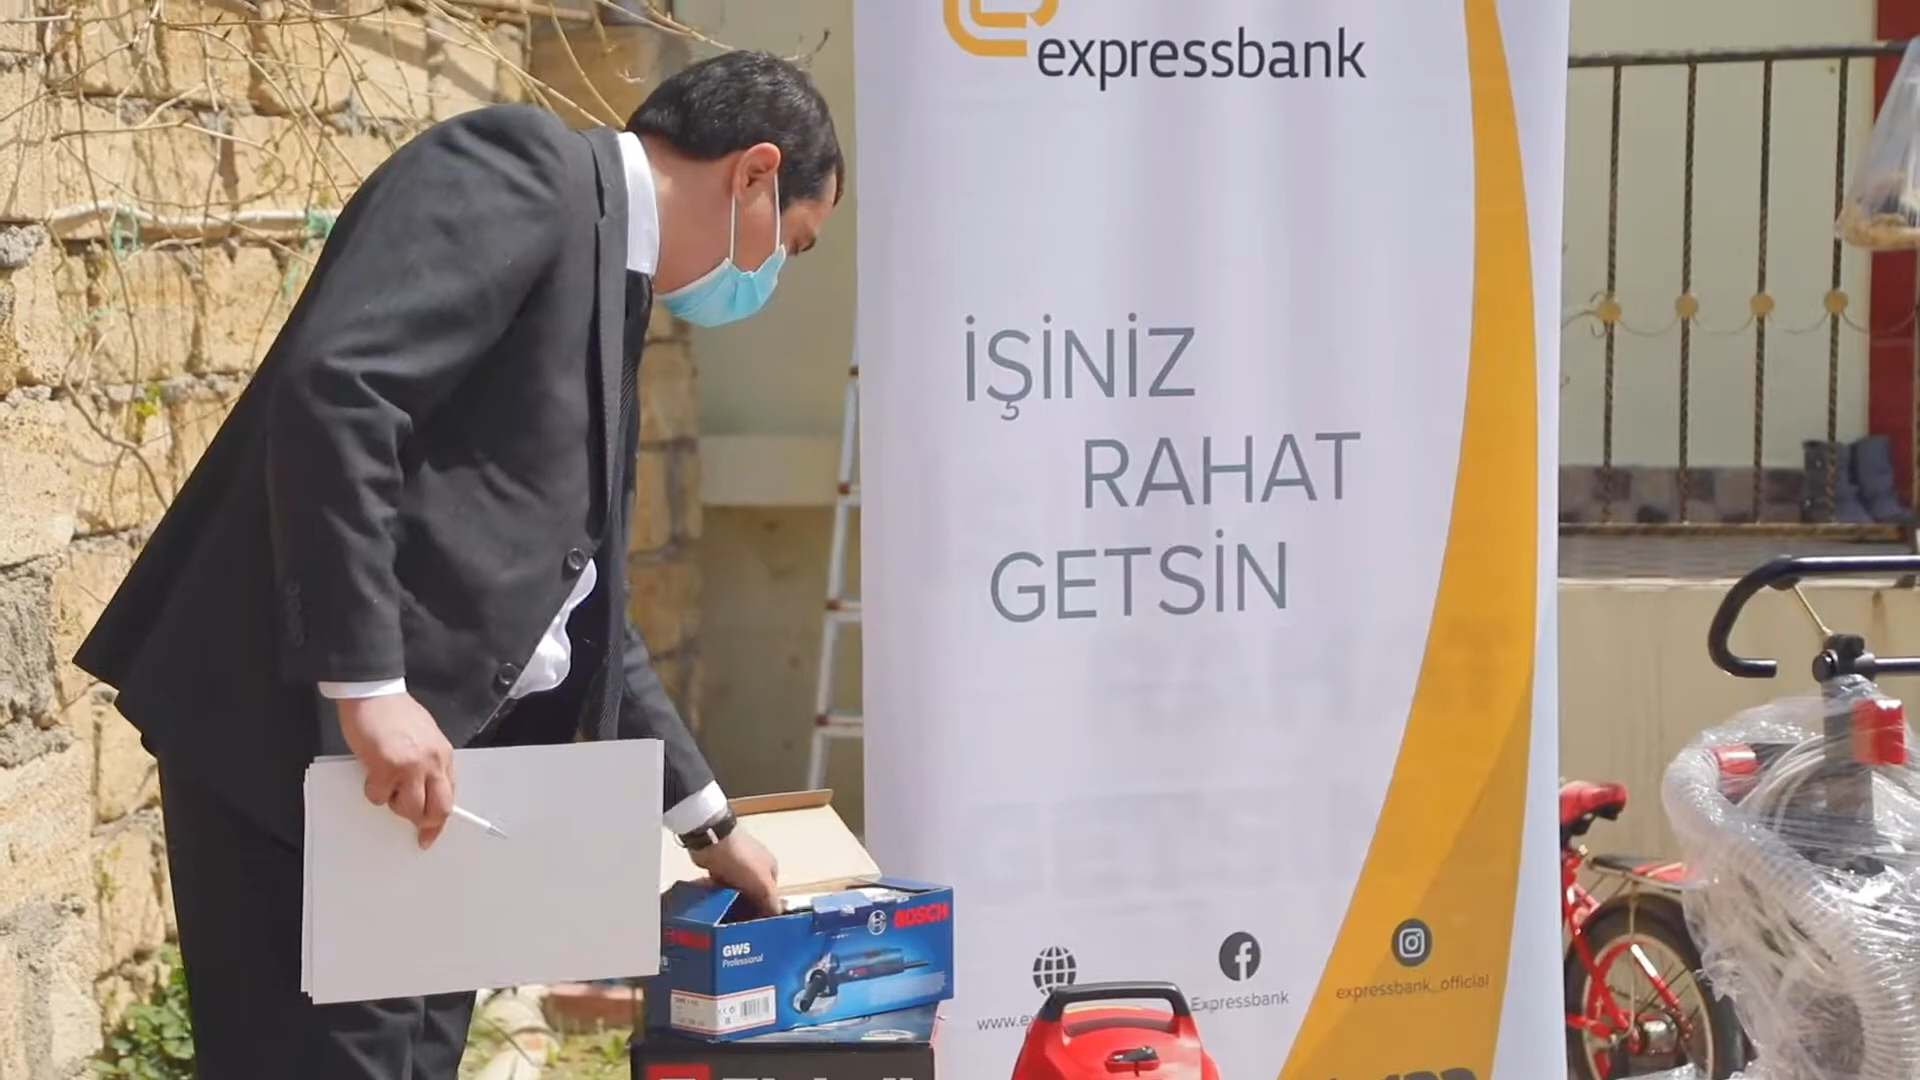 expressbank
İŞİNİZ
RAHAT
GETSİN
BOSCH
GWS
Professional
Expressbank
expressbank_official